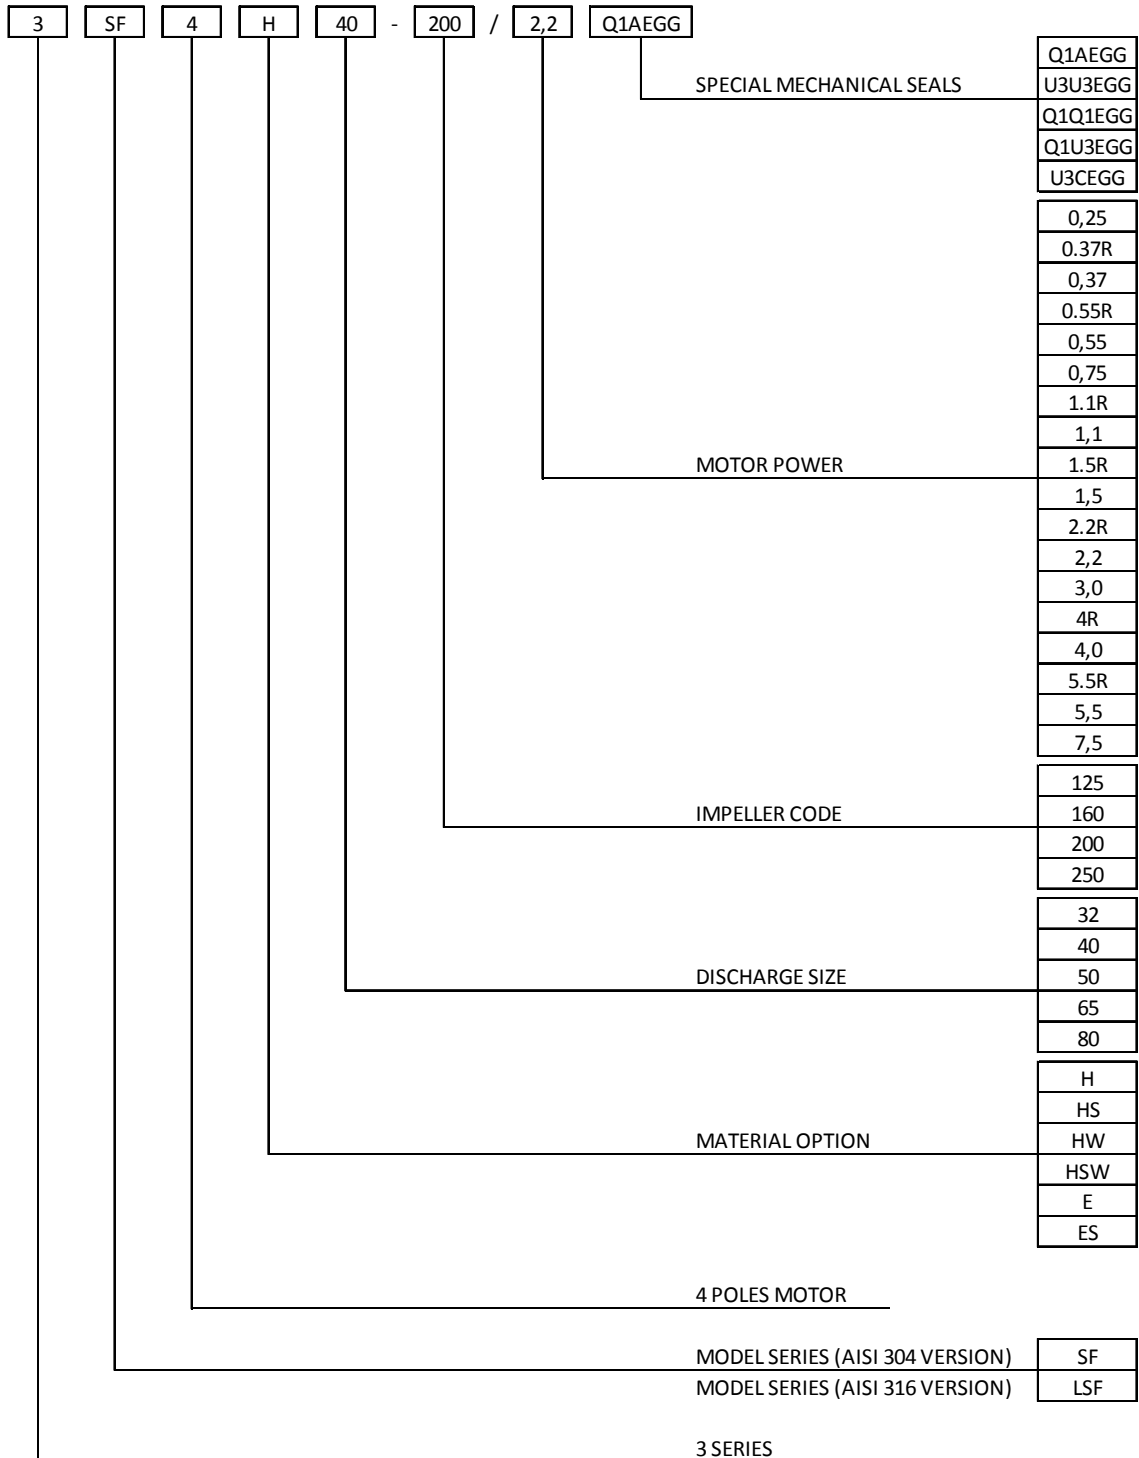 3 SF 4 H 40 - 200 / 2,2 Q1AEGG
Q1AEGG
SPECIAL MECHANICAL SEALS U3U3EGG
Q1Q1EGG
Q1U3EGG
U3CEGG
0,25
0.37R
0,37
0.55R
0,55
0,75
1.1R
1,1
MOTOR POWER 1.5R
1,5
2.2R
2,2
3,0
4R
4,0
5.5R
5,5
7,5
125
IMPELLER CODE 160
200
250
32
40
DISCHARGE SIZE 50
65
80
H
HS
MATERIAL OPTION HW
HSW
E
ES
4 POLES MOTOR
MODEL SERIES (AISI 304 VERSION) SF
MODEL SERIES (AISI 316 VERSION) LSF
3 SERIES